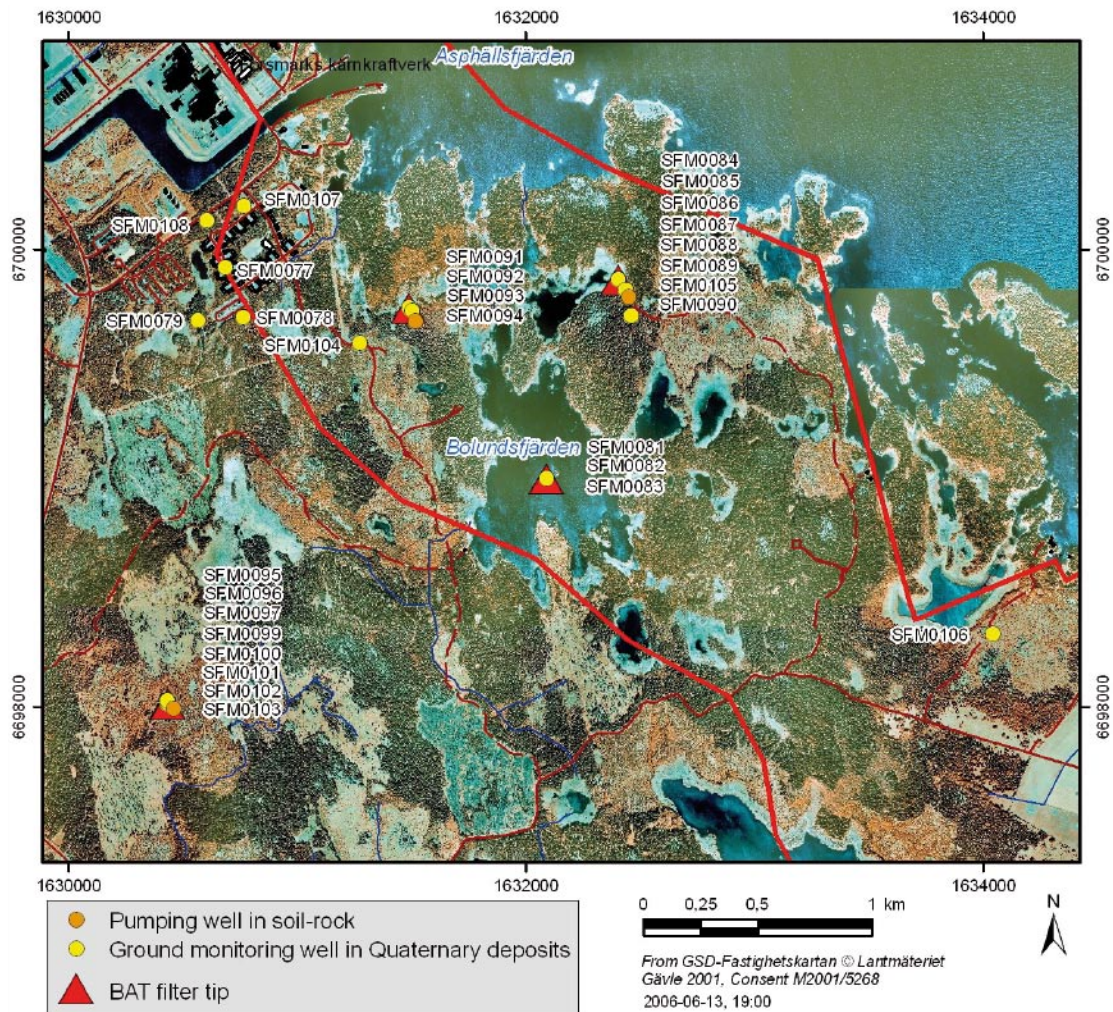 1630000 1632000 1634000
Asphällsfjärden
orsmarks kärnkraftverk
SFM0084
SFM0085
SFM0086
SFM0087
SFM0088
SFM0089
SFM0105
SFM0090
SFM0107
SFM0108
6700000 6700000
SFM0077
SFM0091
SFM0092
SFM0093
SFM0094
SFM0079
SFM0078
SFM0104
Bolundsfjärden
SFM0081
SFM0082
SFM0083
SFM0095
SFM0096
SFM0097
SFM0099
SFM0100
SFM0101
SFM0102
SFM0103
SFM0106
6698000 6698000
1630000 1632000 1634000
Pumping well in soil-rock
Ground monitoring well in Quaternary deposits
BAT filter tip
0 0,25 0,5 1 km
N
From GSD-Fastighetskartan © Lantmäteriet
Gävle 2001, Consent M2001/5268
2006-06-13, 19:00